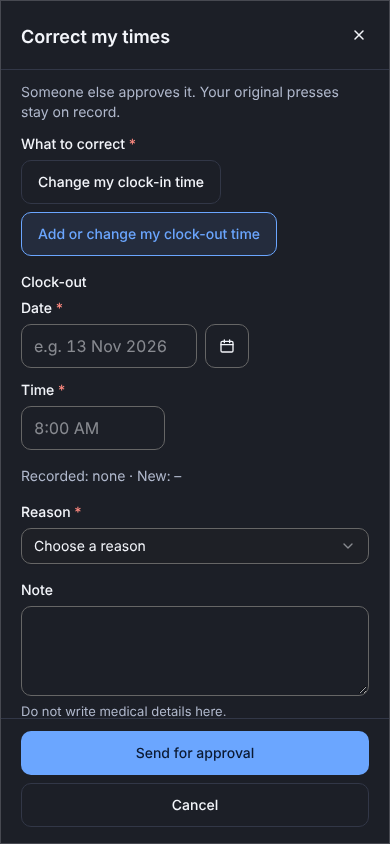 Correct my times
Someone else approves it. Your original presses
stay on record.
What to correct *
Change my clock-in time
Add or change my clock-out time
Clock-out
Date *
e.g. 13 Nov 2026
Time *
8:00 AM
Recorded: none · New: –
Reason *
Choose a reason
Note
Do not write medical details here.
Send for approval
Cancel